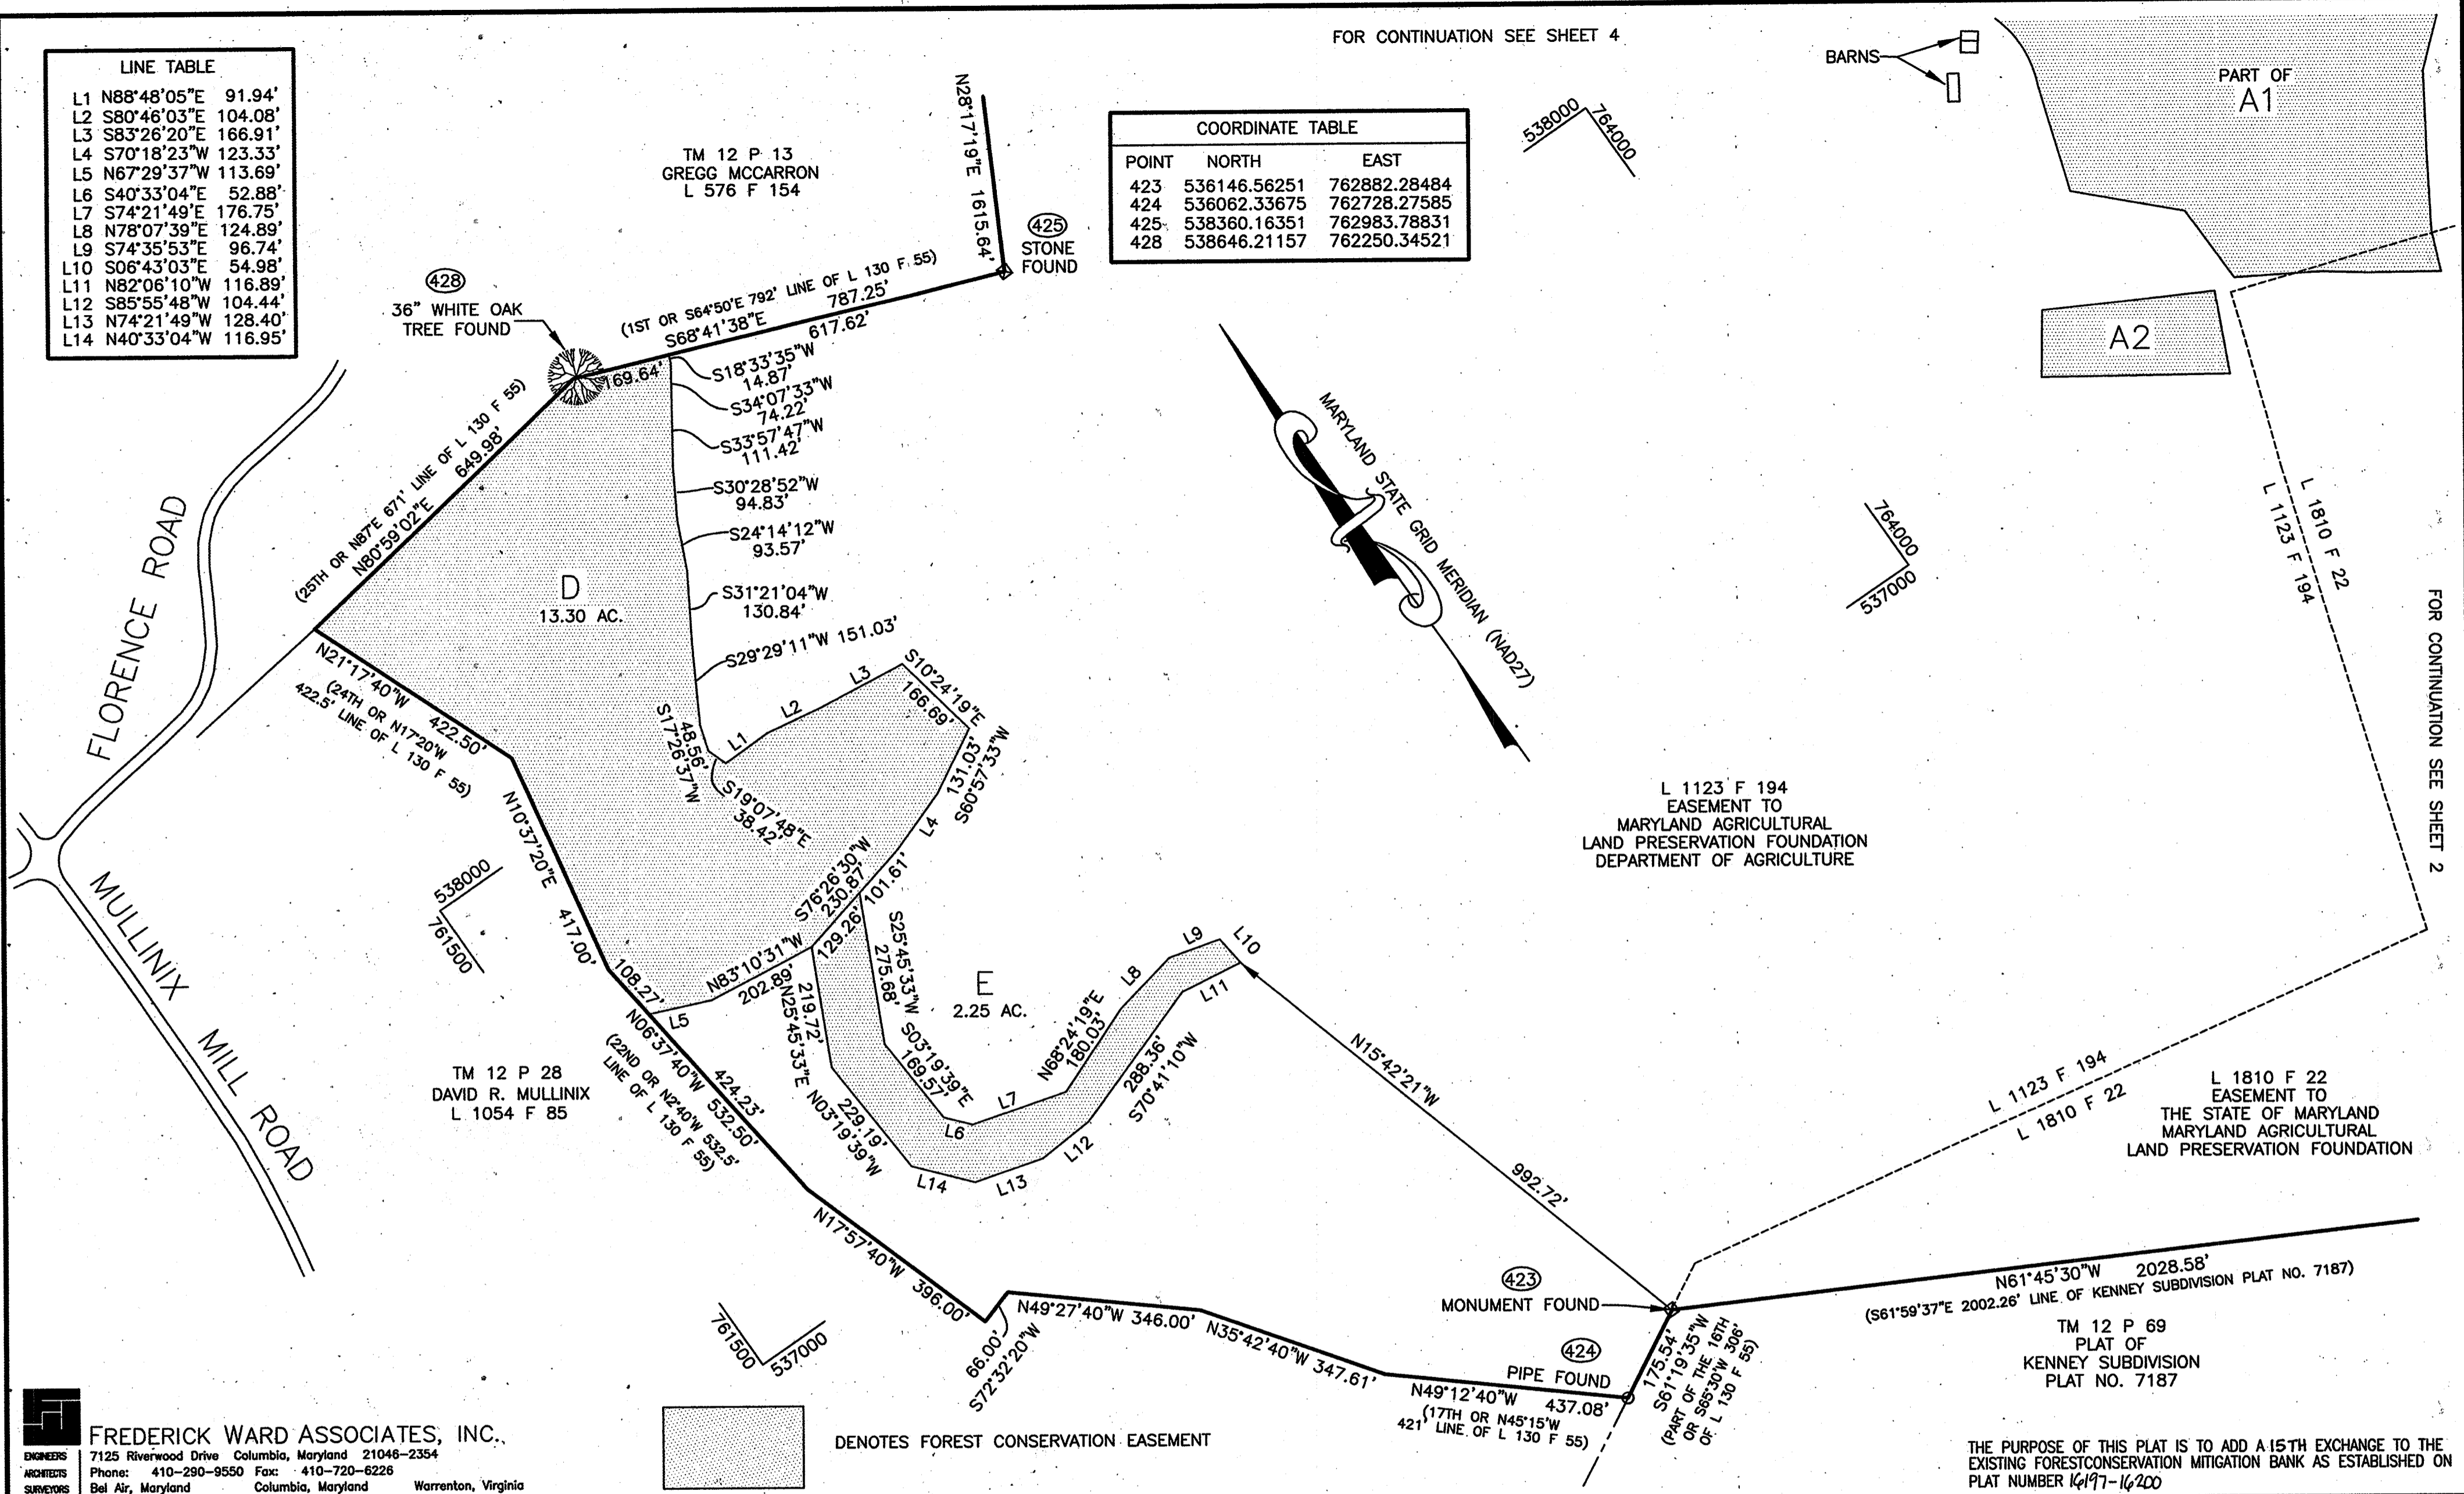 FOR CONTINUATION SEE SHEET 4
LINE TABLE
L1 N88°48'05"E 91.94'
L2 S80°46'03"E 104.08'
L3 S83°26'20"E 166.91'
L4 S70°18'23"W 123.33'
L5 N67°29'37"W 113.69'
L6 S40°33'04"E 52.88'
L7 S74°21'49"E 176.75'
L8 N78°07'39"E 124.89'
L9 S74°35'53"E 96.74'
L10 S06°43'03"E 54.98'
L11 N82°06'10"W 116.89'
L12 S85°55'48"W 104.44'
L13 N74°21'49"W 128.40'
L14 N40°33'04"W 116.95'
TM 12 P 13
GREGG MCCARRON
L 576 F 154
N28°17'19"E 1615.64'
425
STONE
FOUND
COORDINATE TABLE
POINT NORTH EAST
423 536146.56251 762882.28484
424 536062.33675 762728.27585
425 538360.16351 762983.78831
428 538646.21157 762250.34521
538000
764000
BARNS
PART OF
A1
A2
428
36" WHITE OAK
TREE FOUND
(1ST OR S64°50'E 792' LINE OF L 130 F 55)
S68°41'38"E 787.25'
617.62'
169.64'
S18°33'35"W
14.87'
S34°07'33"W
74.22'
S33°57'47"W
111.42'
S30°28'52"W
94.83'
S24°14'12"W
93.57'
S31°21'04"W
130.84'
S29°29'11"W 151.03'
48.56'
S17°26'37"W
S19°07'48"E
38.42'
(25TH OR N87°E 671' LINE OF L 130 F 55)
N80°59'02"E 649.98'
FLORENCE ROAD
D
13.30 AC.
N21°17'40"W 422.50'
(24TH OR N17°20'W
422.5' LINE OF L 130 F 55)
N10°37'20"E 417.00'
L1
L2
L3
S10°24'19"E
166.69'
131.03'
S60°57'33"W
L4
S76°26'30"W
230.87'
101.61'
129.26'
N83°10'31"W
202.89'
L5
108.27'
538000
761500
MULLINIX MILL ROAD
TM 12 P 28
DAVID R. MULLINIX
L 1054 F 85
424.23'
N06°37'40"W 532.50'
(22ND OR N2°40'W 532.5'
LINE OF L 130 F 55)
219.72'
N25°45'33"E
S25°45'33"W
275.68'
S03°19'39"E
169.57'
229.19'
N03°19'39"W
E
2.25 AC.
L6
L7
N68°24'19"E
180.03'
L8
L9
L10
L11
288.36'
S70°41'10"W
L12
L13
L14
MARYLAND STATE GRID MERIDIAN (NAD27)
764000
537000
L 1810 F 22
L 1123 F 194
FOR CONTINUATION SEE SHEET 2
L 1123 F 194
EASEMENT TO
MARYLAND AGRICULTURAL
LAND PRESERVATION FOUNDATION
DEPARTMENT OF AGRICULTURE
N15°42'21"W
992.72'
L 1123 F 194
L 1810 F 22
L 1810 F 22
EASEMENT TO
THE STATE OF MARYLAND
MARYLAND AGRICULTURAL
LAND PRESERVATION FOUNDATION
N17°57'40"W 396.00'
66.00'
S72°32'20"W
N49°27'40"W 346.00'
N35°42'40"W 347.61'
423
MONUMENT FOUND
424
PIPE FOUND
N49°12'40"W 437.08'
(17TH OR N45°15'W
421' LINE OF L 130 F 55)
175.54'
S61°19'35"W
(PART OF THE 16TH
OR S65°30'W 306'
OF L 130 F 55)
N61°45'30"W 2028.58'
(S61°59'37"E 2002.26' LINE OF KENNEY SUBDIVISION PLAT NO. 7187)
TM 12 P 69
PLAT OF
KENNEY SUBDIVISION
PLAT NO. 7187
761500
537000
FREDERICK WARD ASSOCIATES, INC.
ENGINEERS
ARCHITECTS
SURVEYORS
7125 Riverwood Drive Columbia, Maryland 21046-2354
Phone: 410-290-9550 Fax: 410-720-6226
Bel Air, Maryland Columbia, Maryland Warrenton, Virginia
DENOTES FOREST CONSERVATION EASEMENT
THE PURPOSE OF THIS PLAT IS TO ADD A 15TH EXCHANGE TO THE
EXISTING FORESTCONSERVATION MITIGATION BANK AS ESTABLISHED ON
PLAT NUMBER 16197-16200